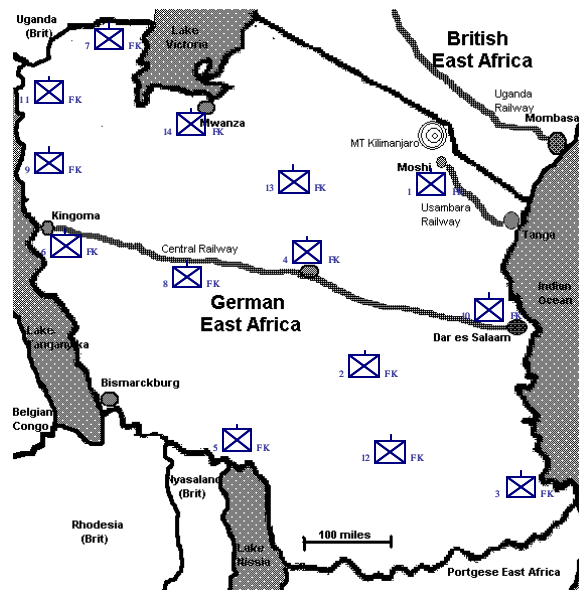 Uganda
(Brit)
7 FK
Lake
Victoria
British
East Africa
Uganda
Railway
Mombasa
11 FK
14 FK
Mwanza
MT Kilimanjaro
Moshi
9 FK
13 FK
1 FK
Usambara
Railway
Tanga
Kingoma
6 FK
Central Railway
4 FK
8 FK
German
East Africa
Indian
Ocean
10 FK
Dar es Salaam
Lake
Tanganyika
2 FK
Bismarckburg
Belgian
Congo
5 FK
12 FK
3 FK
Nyasaland
(Brit)
Rhodesia
(Brit)
100 miles
Lake
Nissia
Portgese East Africa